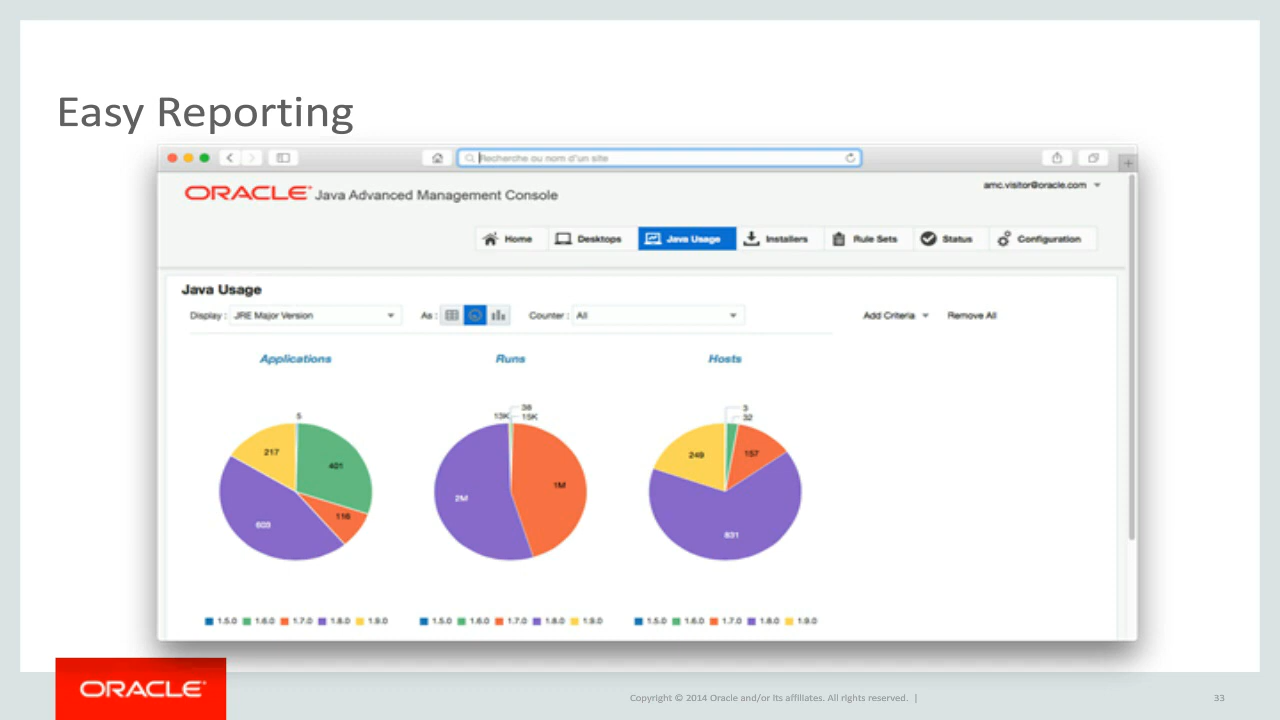 Easy Reporting
Recherche ou nom d'un site
amc.visitor@oracle.com
ORACLE Java Advanced Management Console
Home Desktops Java Usage Installers Rule Sets Status Configuration
Java Usage
Display : JRE Major Version As : Counter : All Add Criteria Remove All
Applications Runs Hosts
5 13K 38 15K 3 32
217 401 116 603
2M 1M
249 157 831
1.5.0 1.6.0 1.7.0 1.8.0 1.9.0 1.5.0 1.6.0 1.7.0 1.8.0 1.9.0 1.5.0 1.6.0 1.7.0 1.8.0 1.9.0
ORACLE
Copyright © 2014 Oracle and/or its affiliates. All rights reserved. |
33